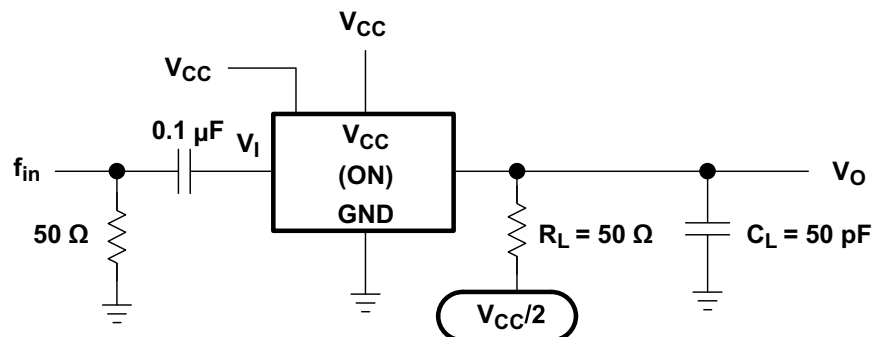 VCC
VCC
0.1 µF
VI
VCC
fin
(ON)
VO
GND
50 Ω
RL = 50 Ω
CL = 50 pF
VCC/2